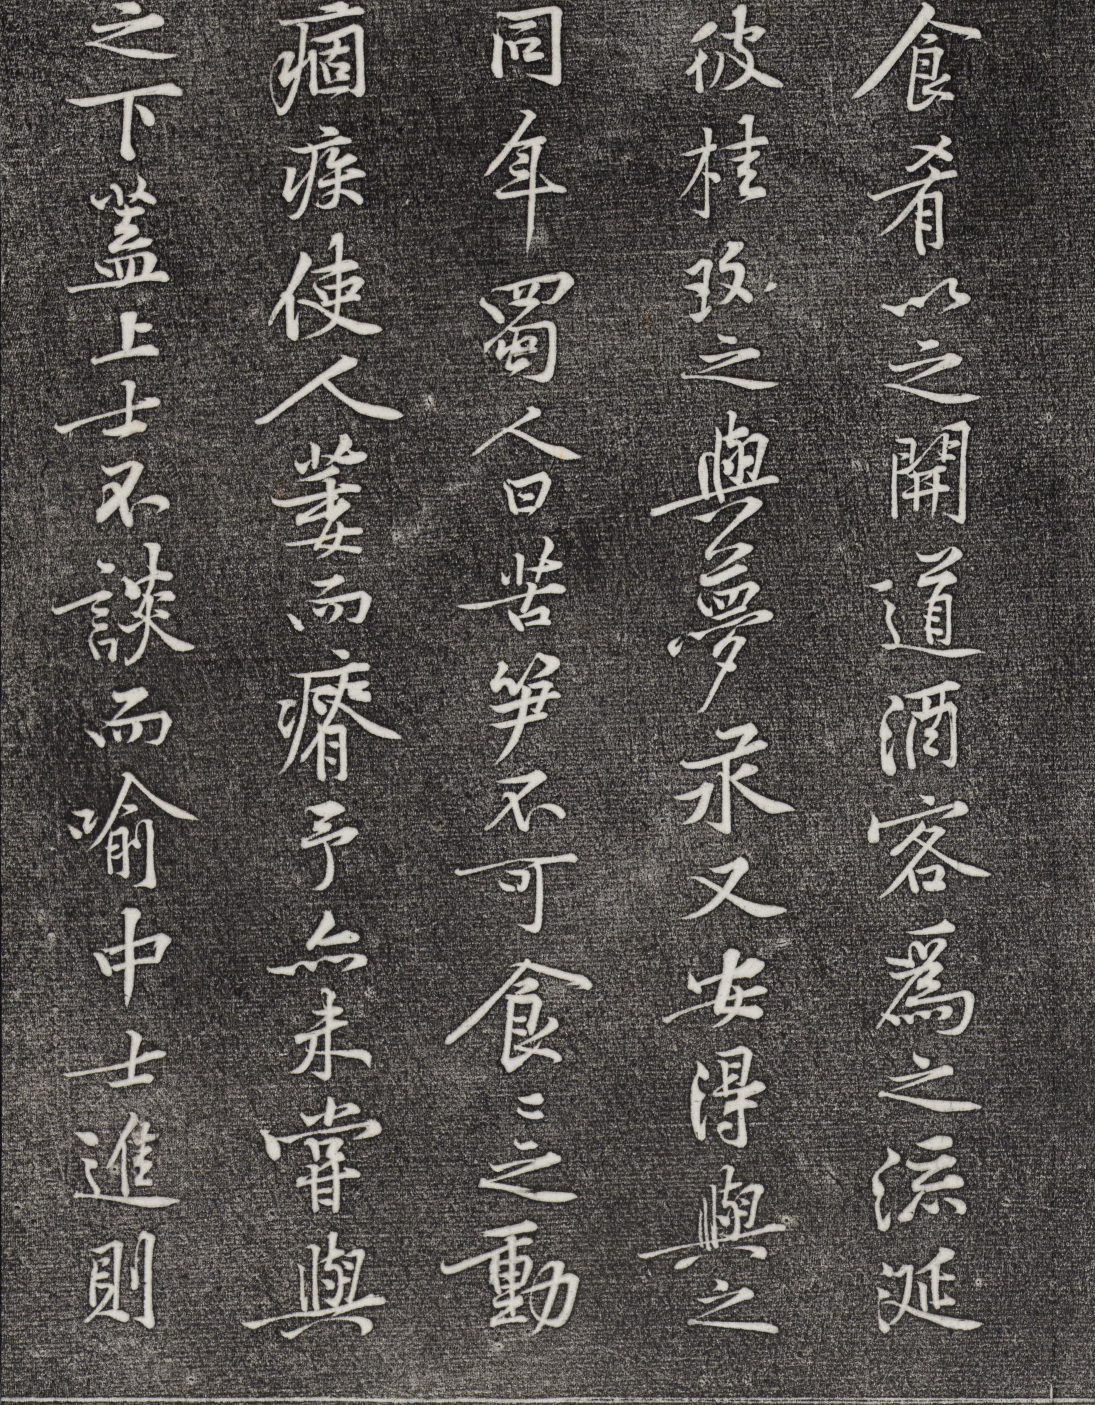 食肴以之開道酒客爲之流涎
彼桂玫之與夢永又安得與之
同年蜀人曰苦笋不可食〻之動
痼疾使人萎而瘠予亦未嘗與
之下蓋上士不談而喻中士進則